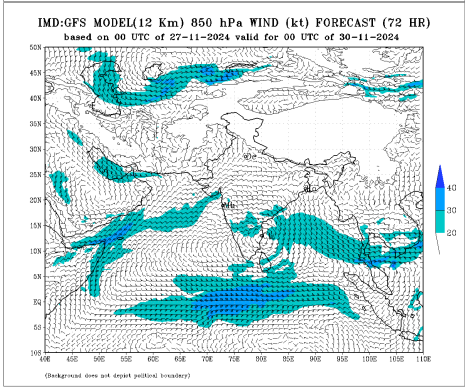 IMD:GFS MODEL(12 Km) 850 hPa WIND (kt) FORECAST (72 HR)
based on 00 UTC of 27-11-2024 valid for 00 UTC of 30-11-2024
50N
45N
40N
35N
30N
25N
20N
15N
10N
5N
EQ
5S
10S
40
30
20
40E 45E 50E 55E 60E 65E 70E 75E 80E 85E 90E 95E 100E 105E 110E
(Background does not depict political boundary)